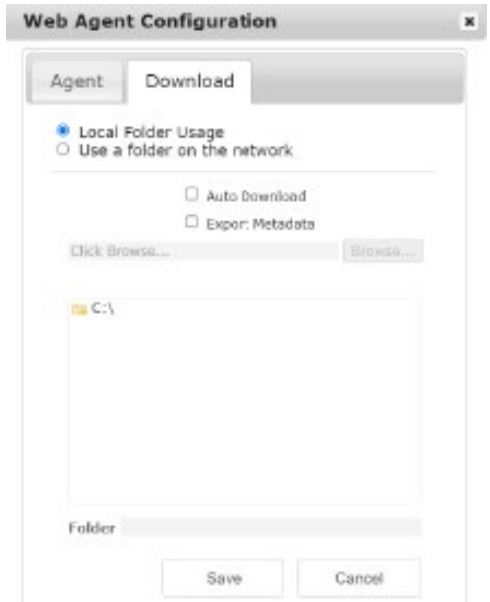 Web Agent Configuration
Agent
Download
Local Folder Usage
Use a folder on the network
Auto Download
Export Metadata
Click Browse...
Browse...
C:\
Folder
Save
Cancel